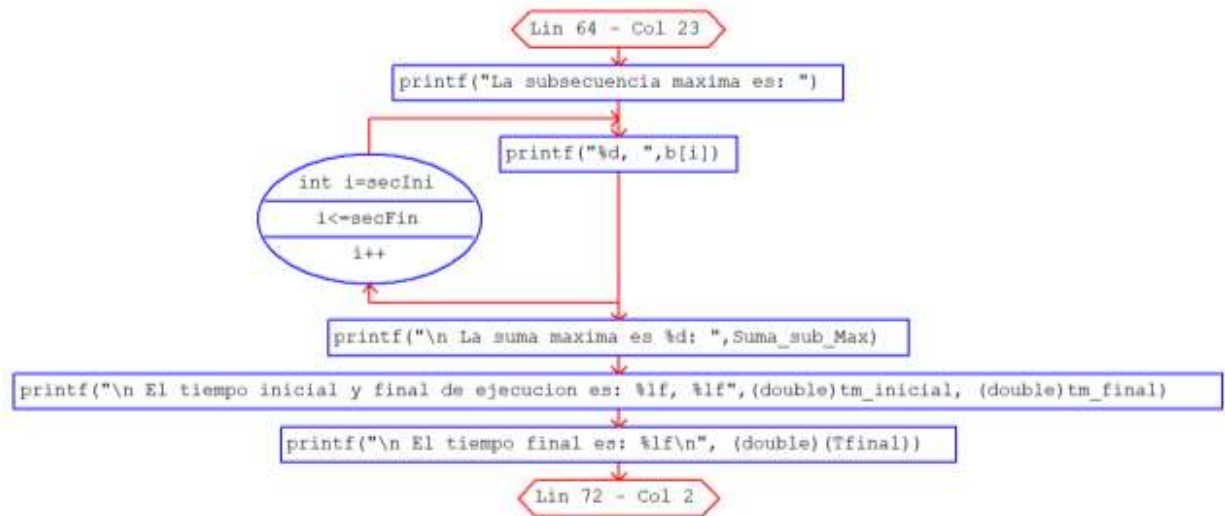 Lin 64 - Col 23
printf("La subsecuencia maxima es: ")
printf("%d, ",b[i])
int i=secIni
i<=secFin
i++
printf("\n La suma maxima es %d: ",Suma_sub_Max)
printf("\n El tiempo inicial y final de ejecucion es: %lf, %lf",(double)tm_inicial, (double)tm_final)
printf("\n El tiempo final es: %lf\n", (double)(Tfinal))
Lin 72 - Col 2